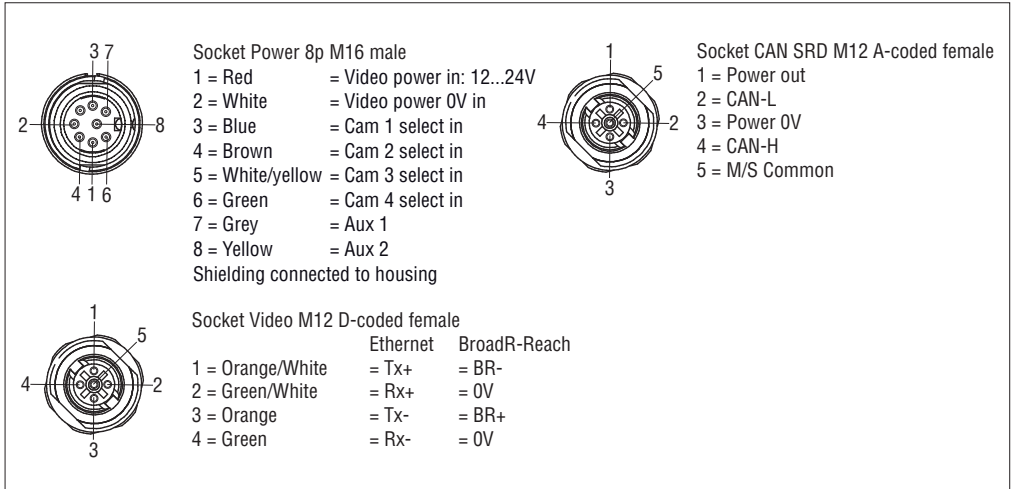 3 7
2
8
4 1 6
Socket Power 8p M16 male
1 = Red = Video power in: 12...24V
2 = White = Video power 0V in
3 = Blue = Cam 1 select in
4 = Brown = Cam 2 select in
5 = White/yellow = Cam 3 select in
6 = Green = Cam 4 select in
7 = Grey = Aux 1
8 = Yellow = Aux 2
Shielding connected to housing
1
5
4
2
3
Socket CAN SRD M12 A-coded female
1 = Power out
2 = CAN-L
3 = Power 0V
4 = CAN-H
5 = M/S Common
1
5
4
2
3
Socket Video M12 D-coded female
Ethernet BroadR-Reach
1 = Orange/White = Tx+ = BR-
2 = Green/White = Rx+ = 0V
3 = Orange = Tx- = BR+
4 = Green = Rx- = 0V